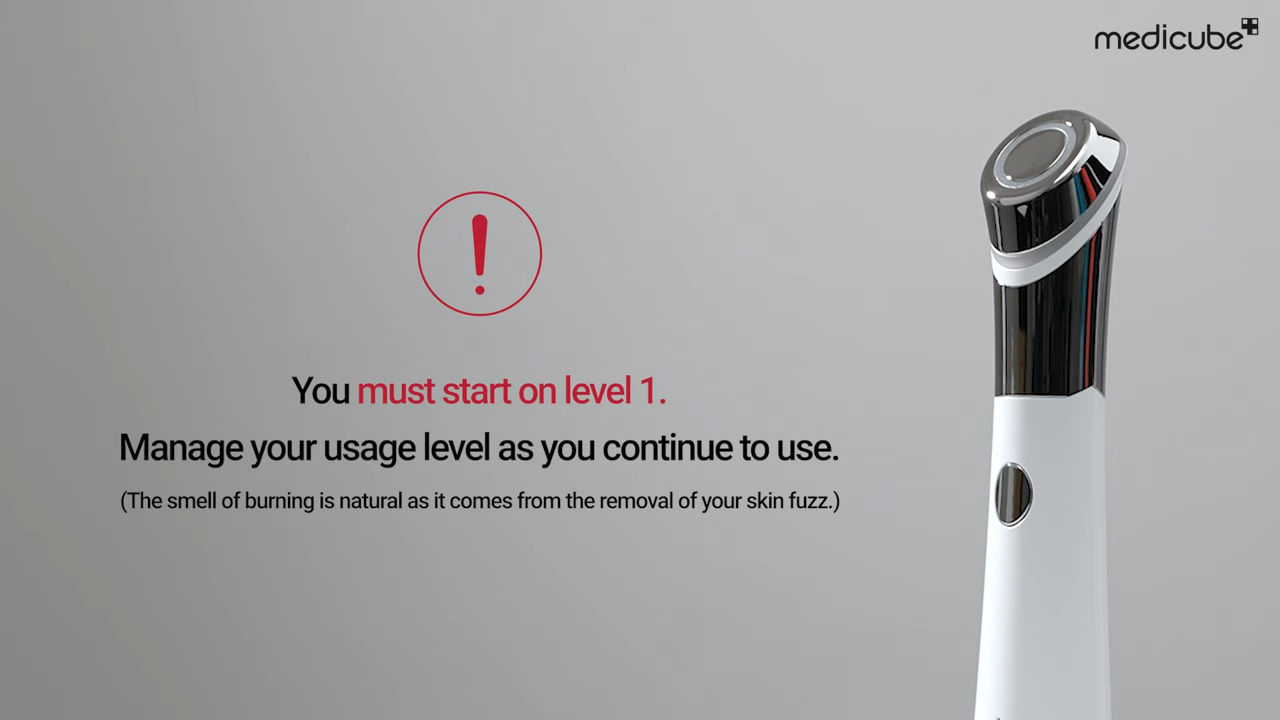 medicube
You must start on level 1.
Manage your usage level as you continue to use.
(The smell of burning is natural as it comes from the removal of your skin fuzz.)